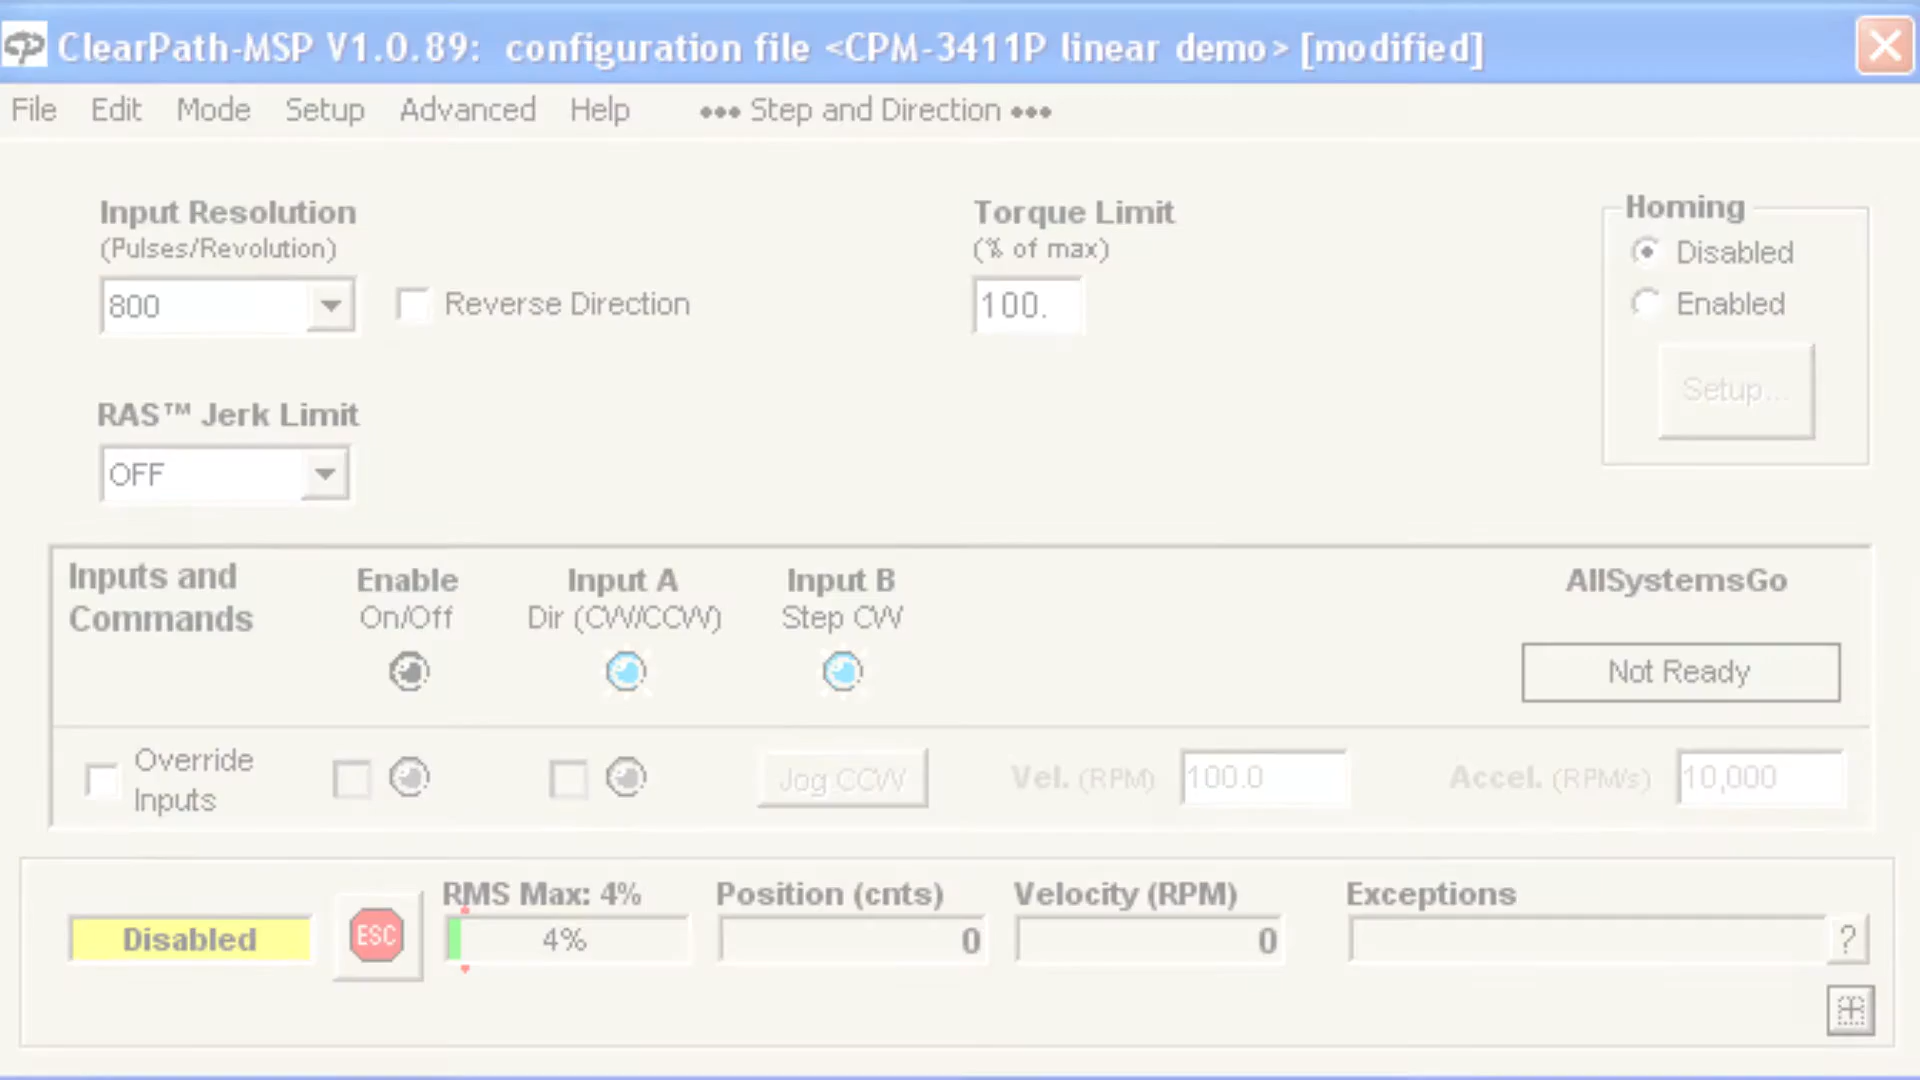 ClearPath-MSP V1.0.89: configuration file <CPM-3411P linear demo> [modified]
File Edit Mode Setup Advanced Help ••• Step and Direction •••
Input Resolution
(Pulses/Revolution)
800
Reverse Direction
Torque Limit
(% of max)
100.
Homing
Disabled
Enabled
Setup...
RAS™ Jerk Limit
OFF
Inputs and
Commands
Enable
On/Off
Input A
Dir (CW/CCW)
Input B
Step CW
AllSystemsGo
Not Ready
Override
Inputs
Jog CCW
Vel. (RPM)
100.0
Accel. (RPM/s)
10,000
Disabled
ESC
RMS Max: 4%
4%
Position (cnts)
0
Velocity (RPM)
0
Exceptions
?